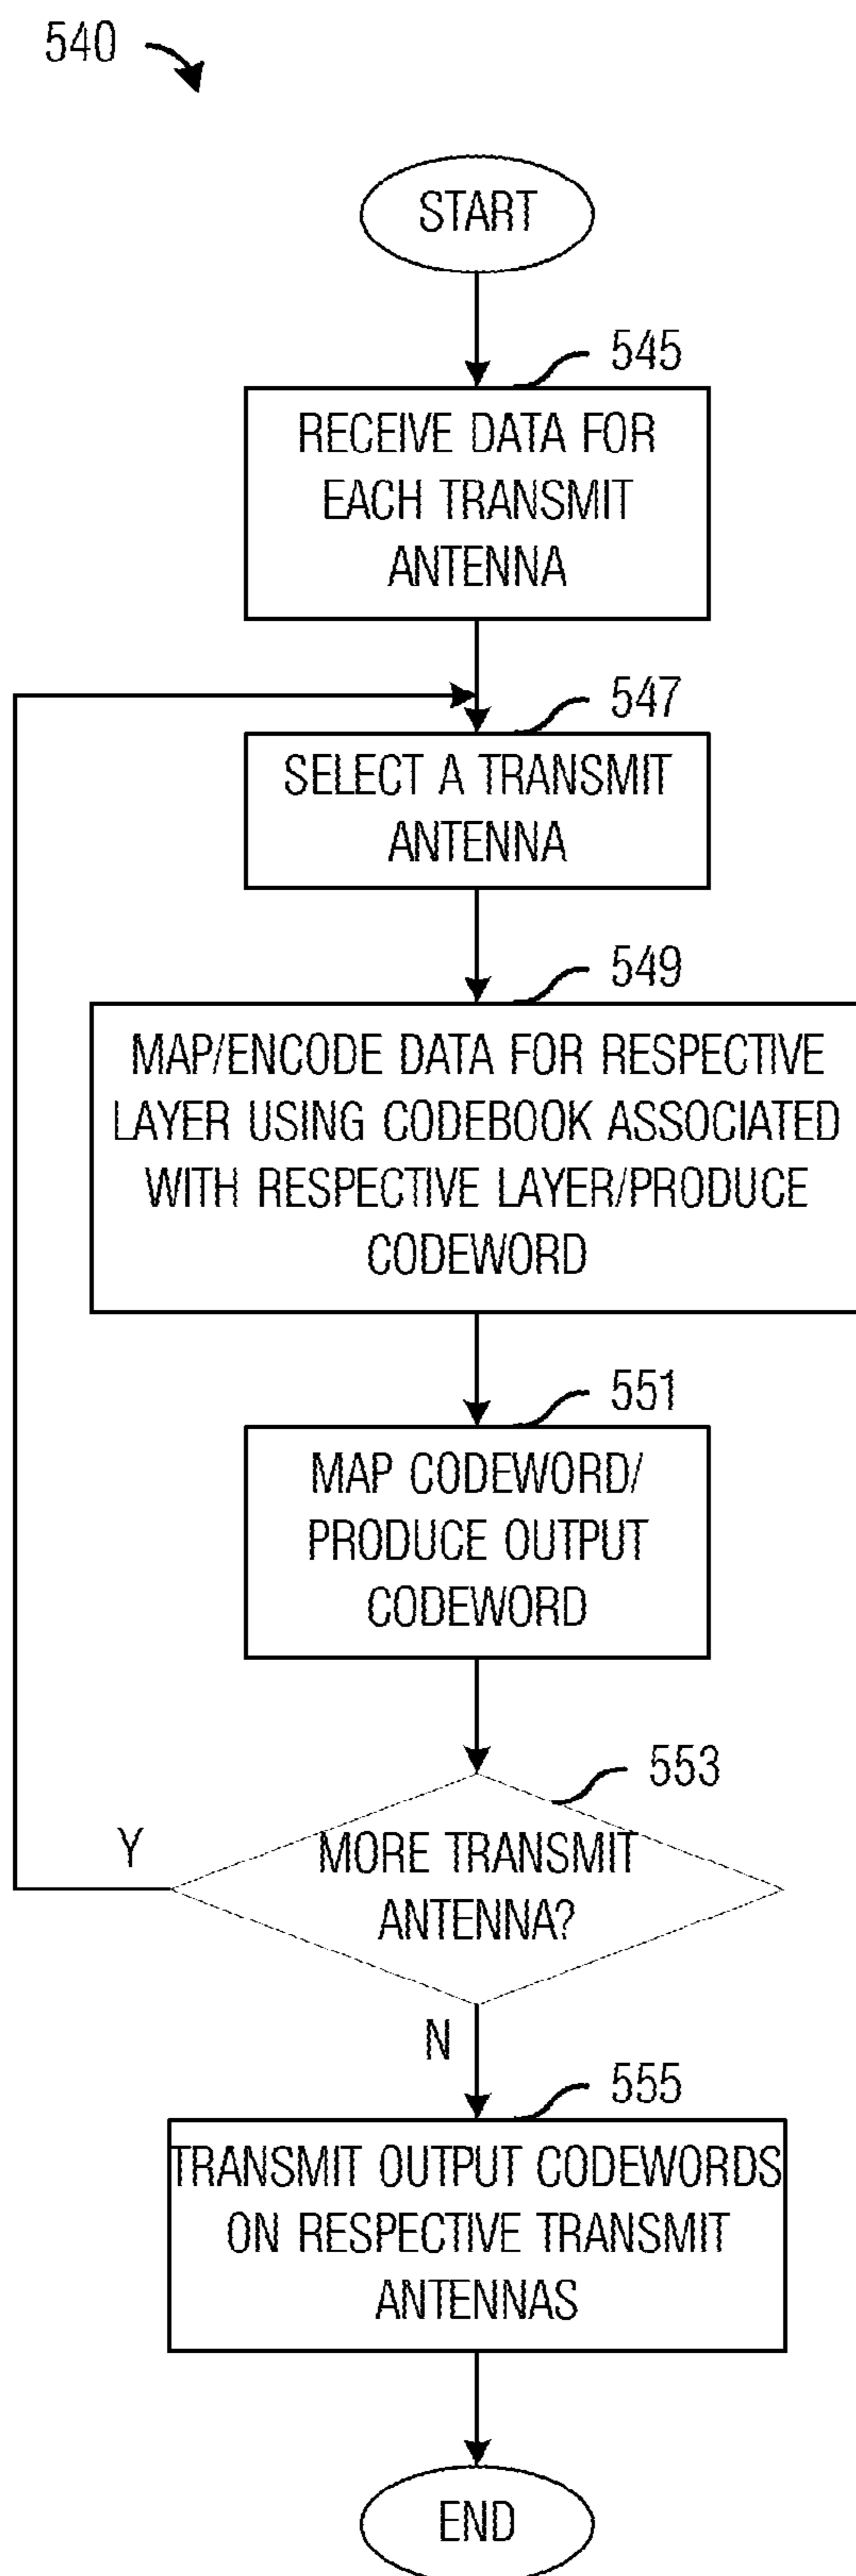 540
START
545
RECEIVE DATA FOR
EACH TRANSMIT
ANTENNA
547
SELECT A TRANSMIT
ANTENNA
549
MAP/ENCODE DATA FOR RESPECTIVE
LAYER USING CODEBOOK ASSOCIATED
WITH RESPECTIVE LAYER/PRODUCE
CODEWORD
551
MAP CODEWORD/
PRODUCE OUTPUT
CODEWORD
553
MORE TRANSMIT
ANTENNA?
Y
N
555
TRANSMIT OUTPUT CODEWORDS
ON RESPECTIVE TRANSMIT
ANTENNAS
END